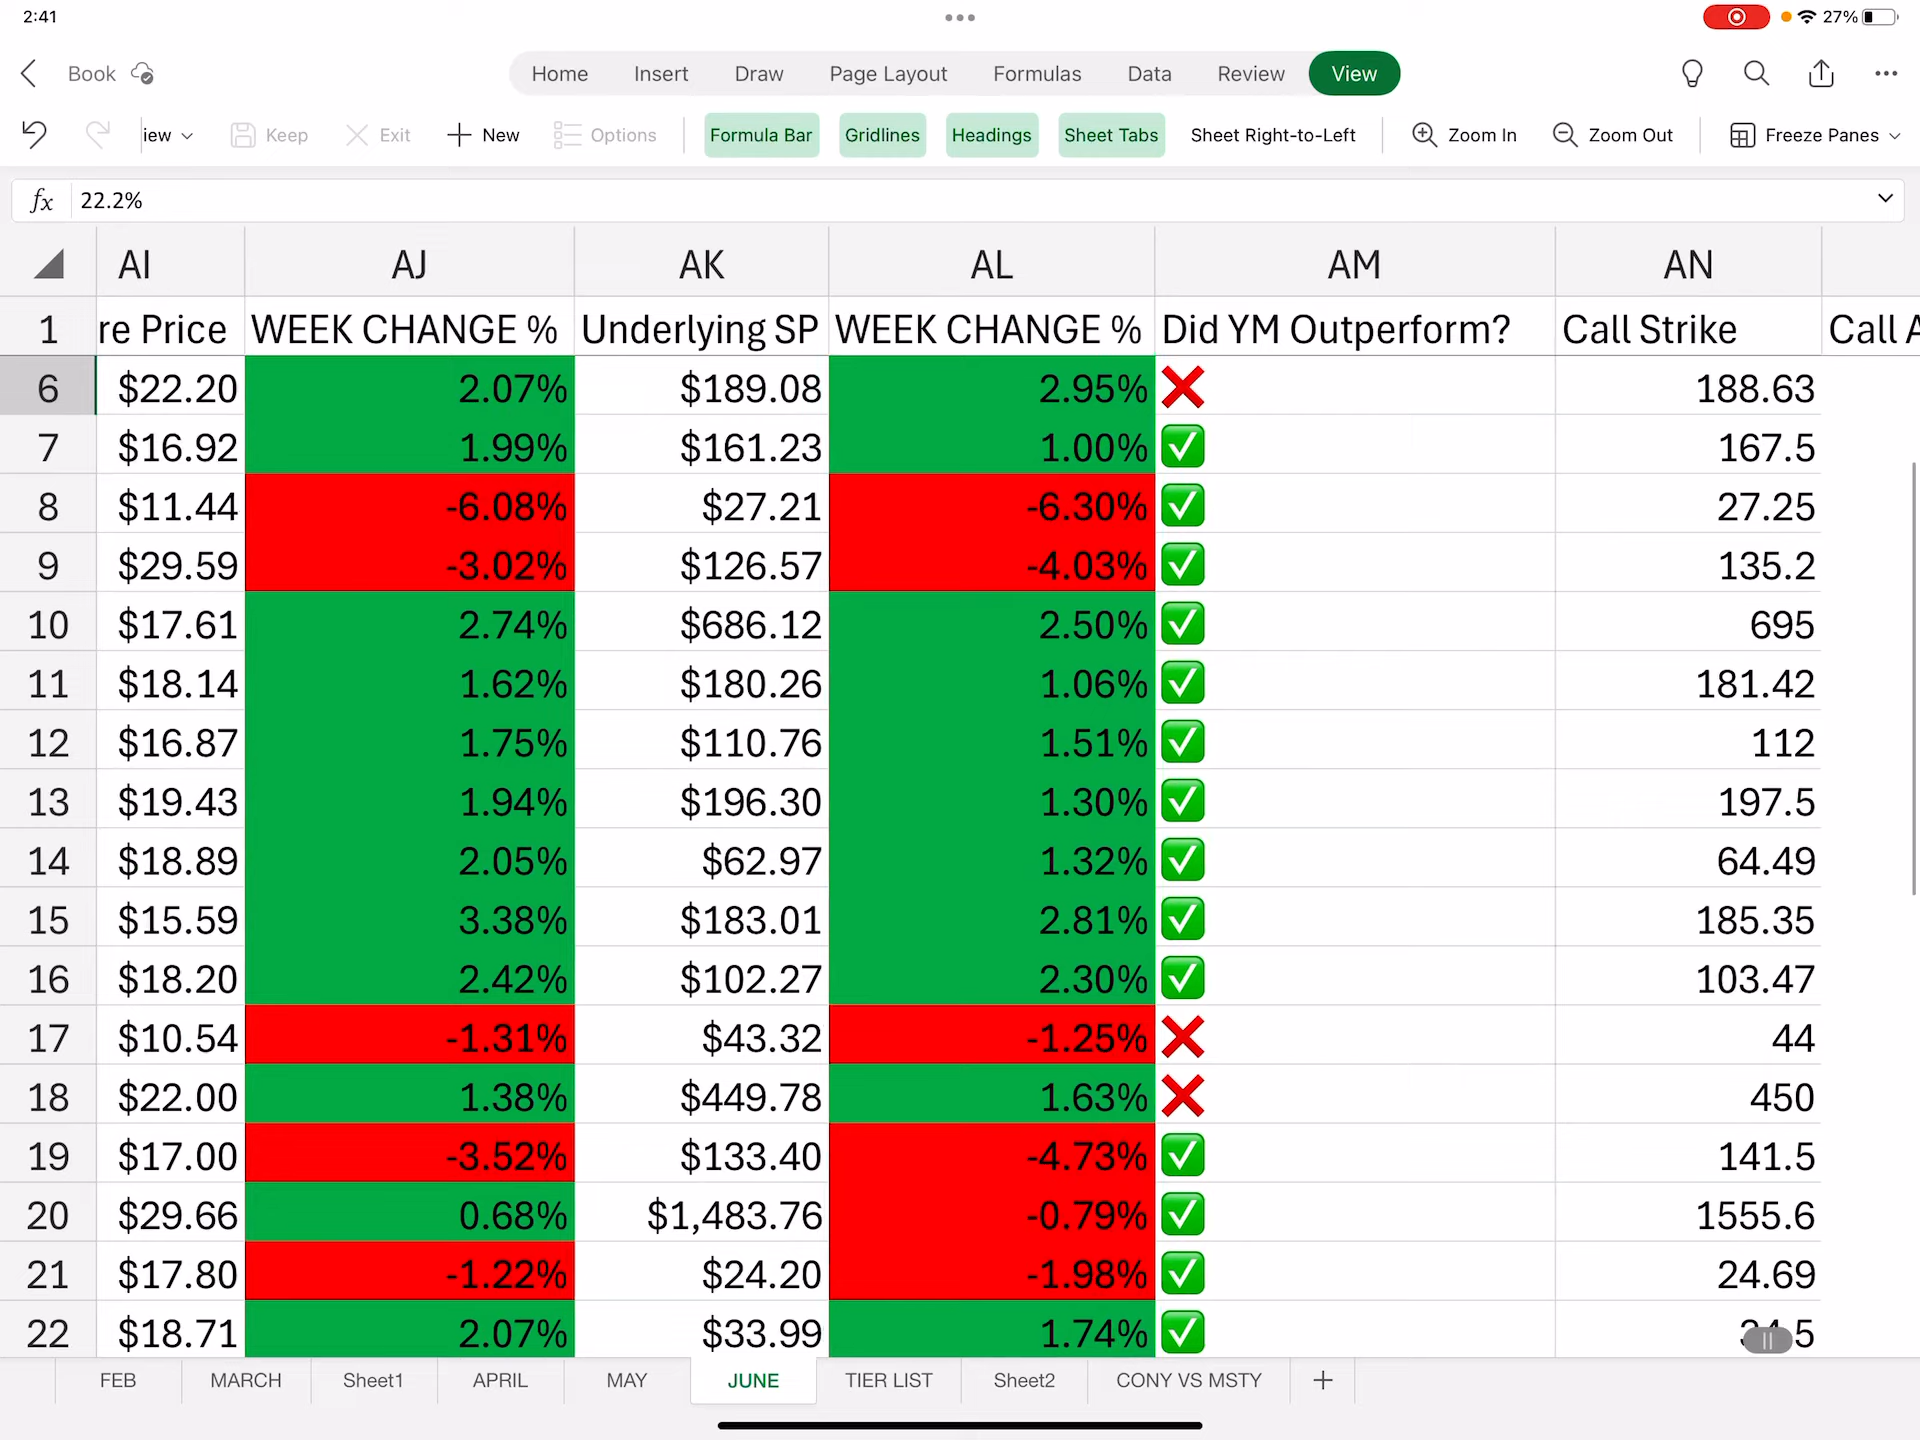 2:41
27%
Book
Home Insert Draw Page Layout Formulas Data Review View
iew Keep Exit New Options Formula Bar Gridlines Headings Sheet Tabs Sheet Right-to-Left Zoom In Zoom Out Freeze Panes
fx 22.2%
AI AJ AK AL AM AN
1 re Price WEEK CHANGE % Underlying SP WEEK CHANGE % Did YM Outperform? Call Strike Call A
6 $22.20 2.07% $189.08 2.95% ❌ 188.63
7 $16.92 1.99% $161.23 1.00% ✅ 167.5
8 $11.44 -6.08% $27.21 -6.30% ✅ 27.25
9 $29.59 -3.02% $126.57 -4.03% ✅ 135.2
10 $17.61 2.74% $686.12 2.50% ✅ 695
11 $18.14 1.62% $180.26 1.06% ✅ 181.42
12 $16.87 1.75% $110.76 1.51% ✅ 112
13 $19.43 1.94% $196.30 1.30% ✅ 197.5
14 $18.89 2.05% $62.97 1.32% ✅ 64.49
15 $15.59 3.38% $183.01 2.81% ✅ 185.35
16 $18.20 2.42% $102.27 2.30% ✅ 103.47
17 $10.54 -1.31% $43.32 -1.25% ❌ 44
18 $22.00 1.38% $449.78 1.63% ❌ 450
19 $17.00 -3.52% $133.40 -4.73% ✅ 141.5
20 $29.66 0.68% $1,483.76 -0.79% ✅ 1555.6
21 $17.80 -1.22% $24.20 -1.98% ✅ 24.69
22 $18.71 2.07% $33.99 1.74% ✅
FEB MARCH Sheet1 APRIL MAY JUNE TIER LIST Sheet2 CONY VS MSTY +